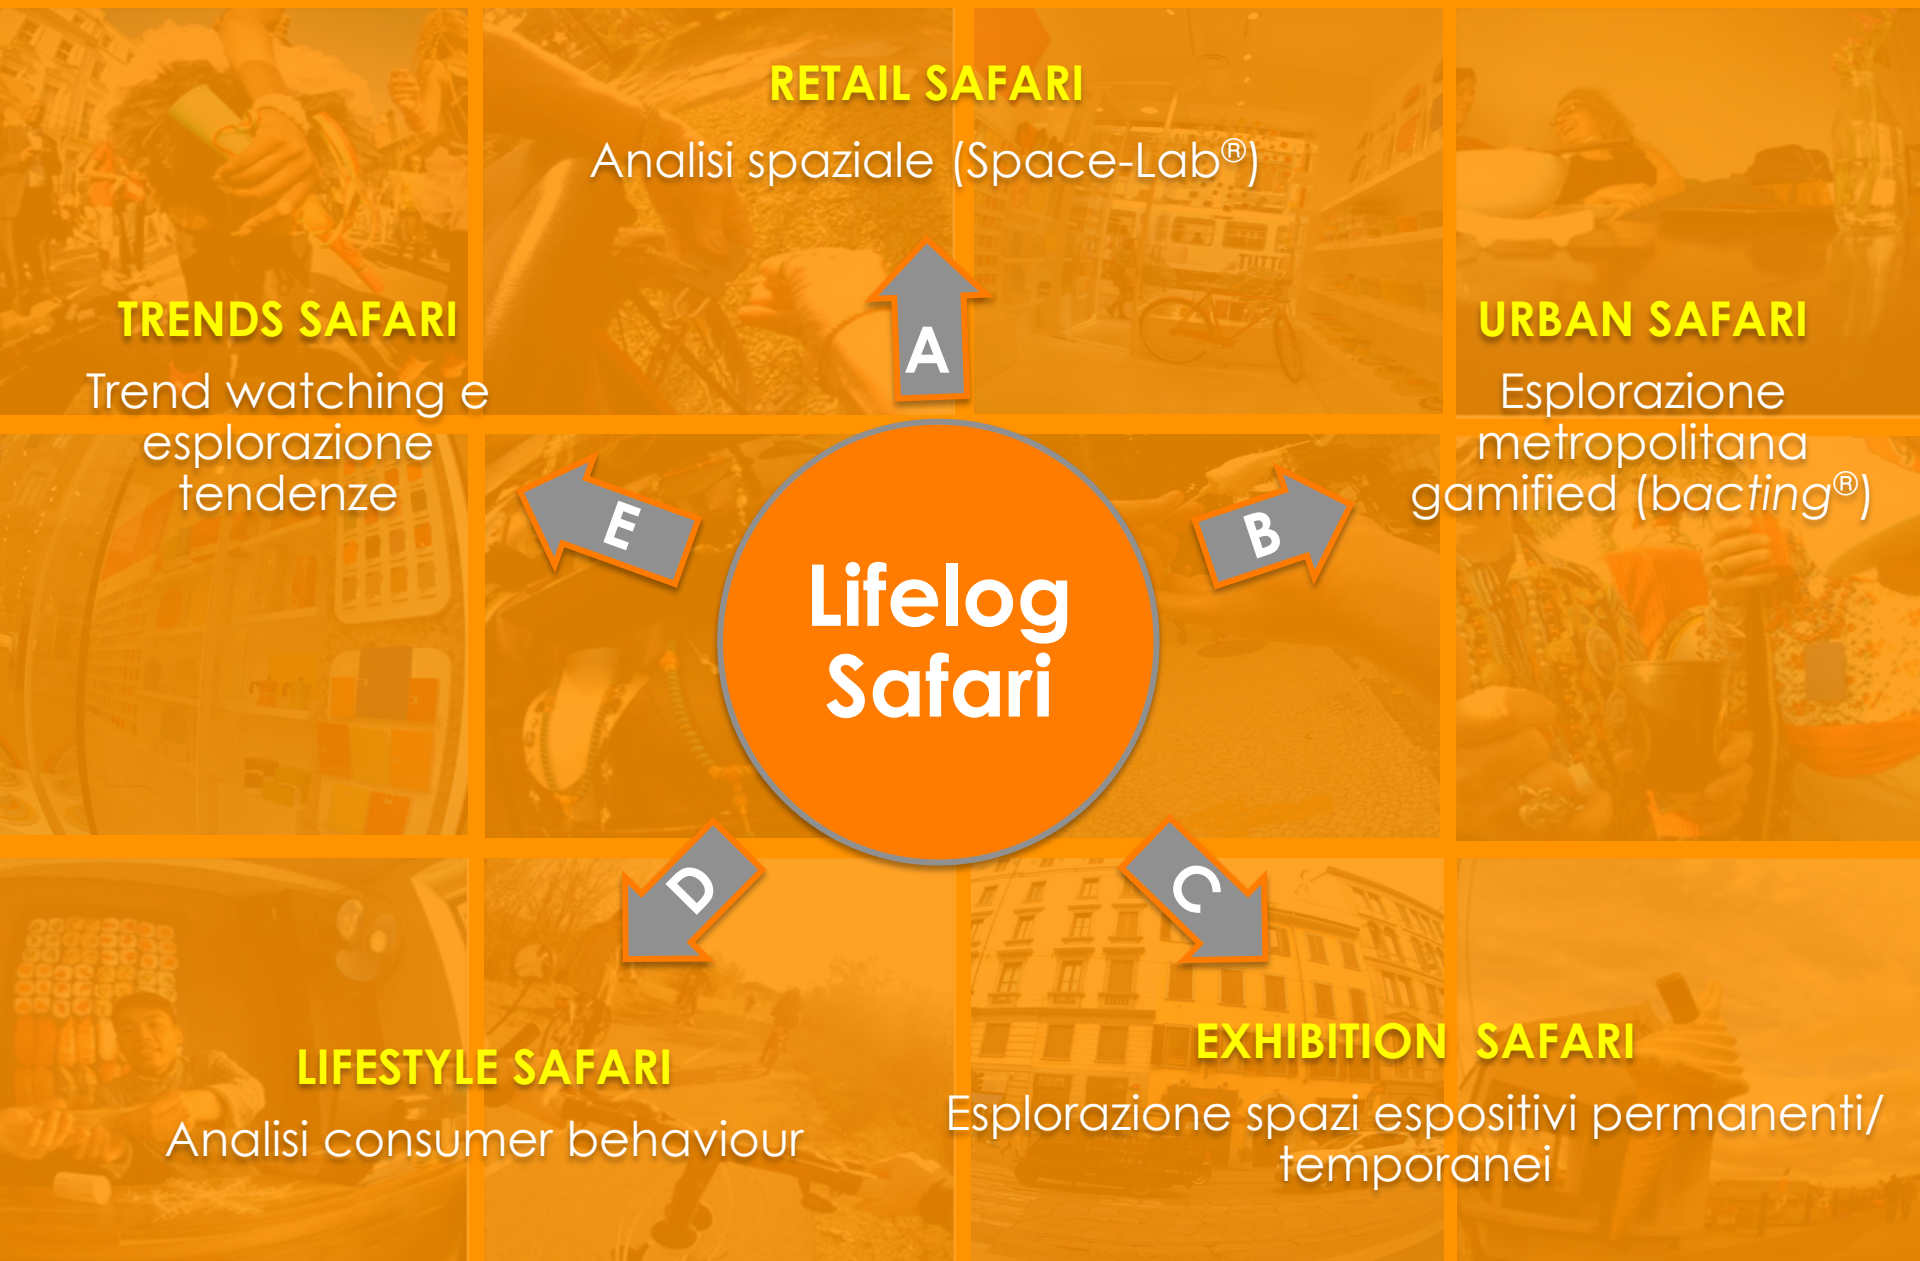 RETAIL SAFARI
Analisi spaziale (Space-Lab®)
A
URBAN SAFARI
Esplorazione
metropolitana
gamified (bacting®)
B
EXHIBITION  SAFARI
Esplorazione spazi espositivi permanenti/
temporanei
C
LIFESTYLE SAFARI
Analisi consumer behaviour
D
TRENDS SAFARI
Trend watching e
esplorazione
tendenze
E
Lifelog
Safari
TUTTO